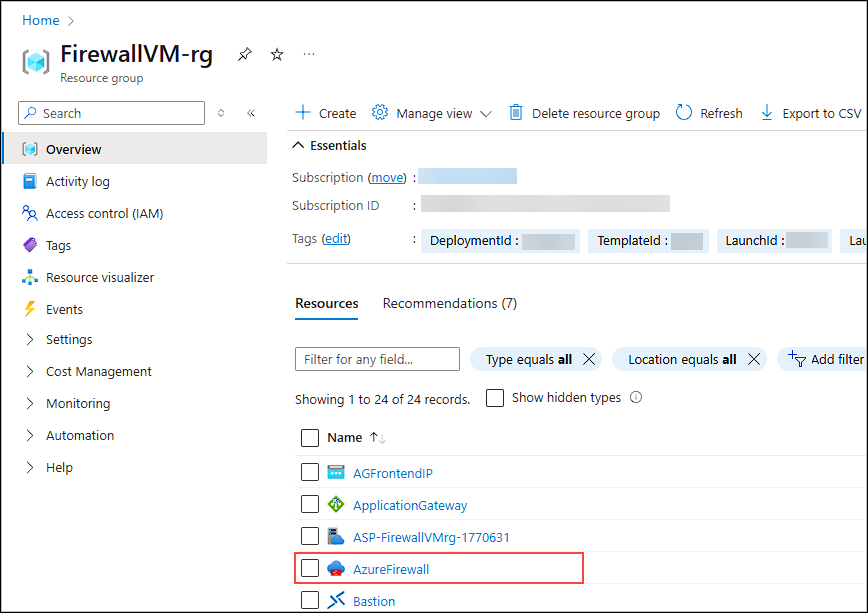 Home
FirewallVM-rg
Resource group
Search
Overview
Activity log
Access control (IAM)
Tags
Resource visualizer
Events
Settings
Cost Management
Monitoring
Automation
Help
Create Manage view Delete resource group Refresh Export to CSV
Essentials
Subscription (move) :
Subscription ID :
Tags (edit) : DeploymentId : TemplateId : LaunchId : Lau
Resources Recommendations (7)
Filter for any field... Type equals all Location equals all Add filter
Showing 1 to 24 of 24 records. Show hidden types
Name
AGFrontendIP
ApplicationGateway
ASP-FirewallVMrg-1770631
AzureFirewall
Bastion